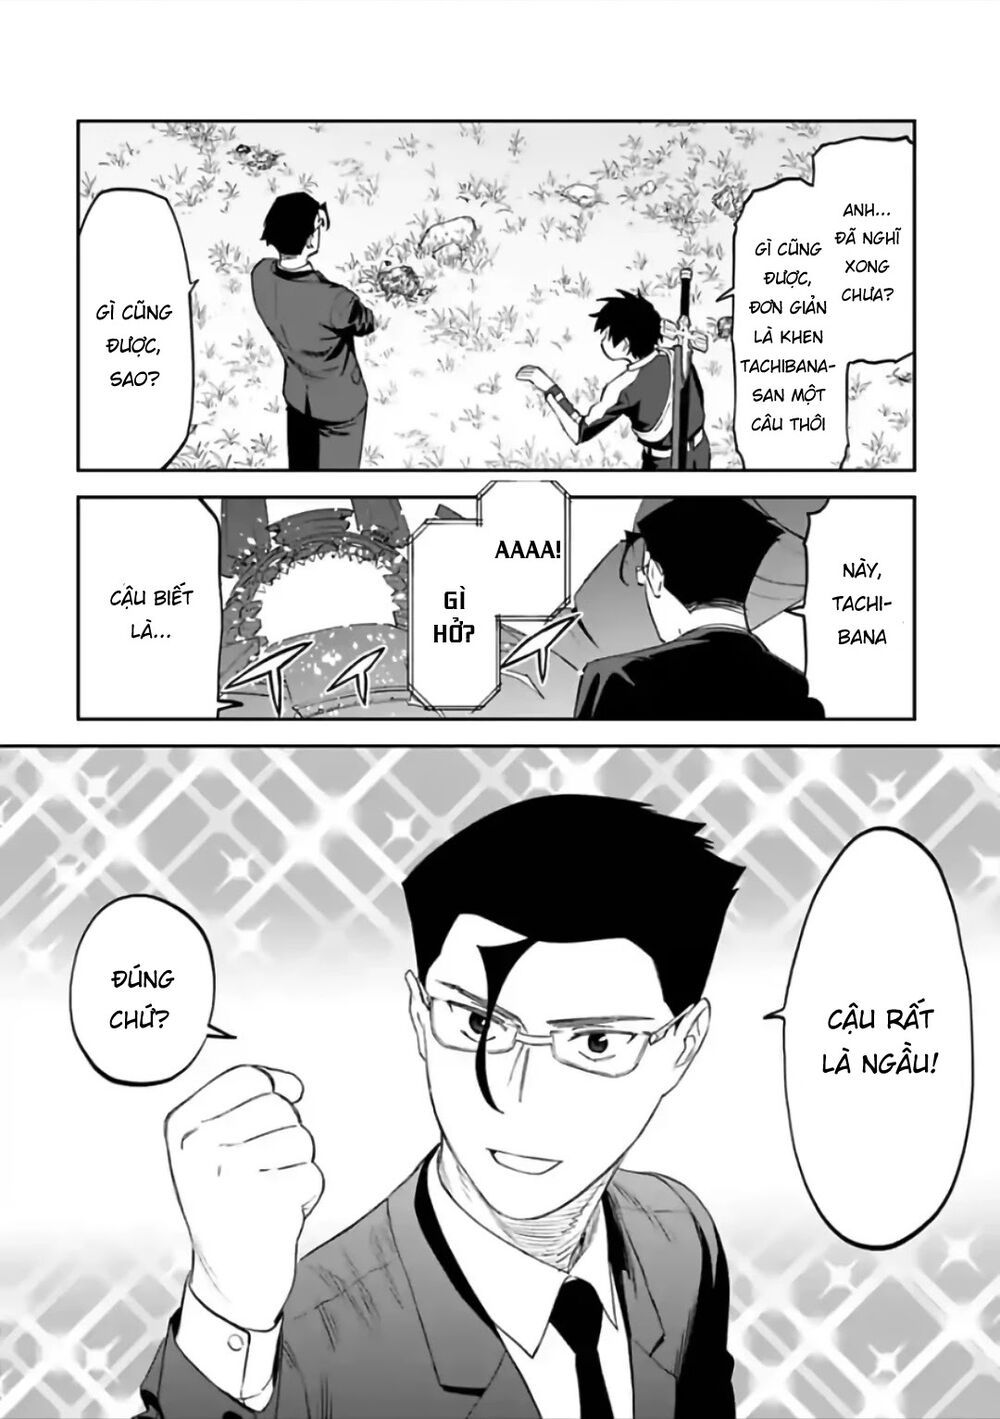 ANH...
ĐÃ NGHĨ
XONG
CHƯA?
GÌ CŨNG
ĐƯỢC,
ĐƠN GIẢN
LÀ KHEN
TACHIBANA-
SAN MỘT
CÂU THÔI
GÌ CŨNG
ĐƯỢC,
SAO?
NÀY,
TACHI-
BANA
AAAA!
GÌ
HỞ?
CẬU BIẾT
LÀ...
CẬU RẤT
LÀ NGẦU!
ĐÚNG
CHỨ?